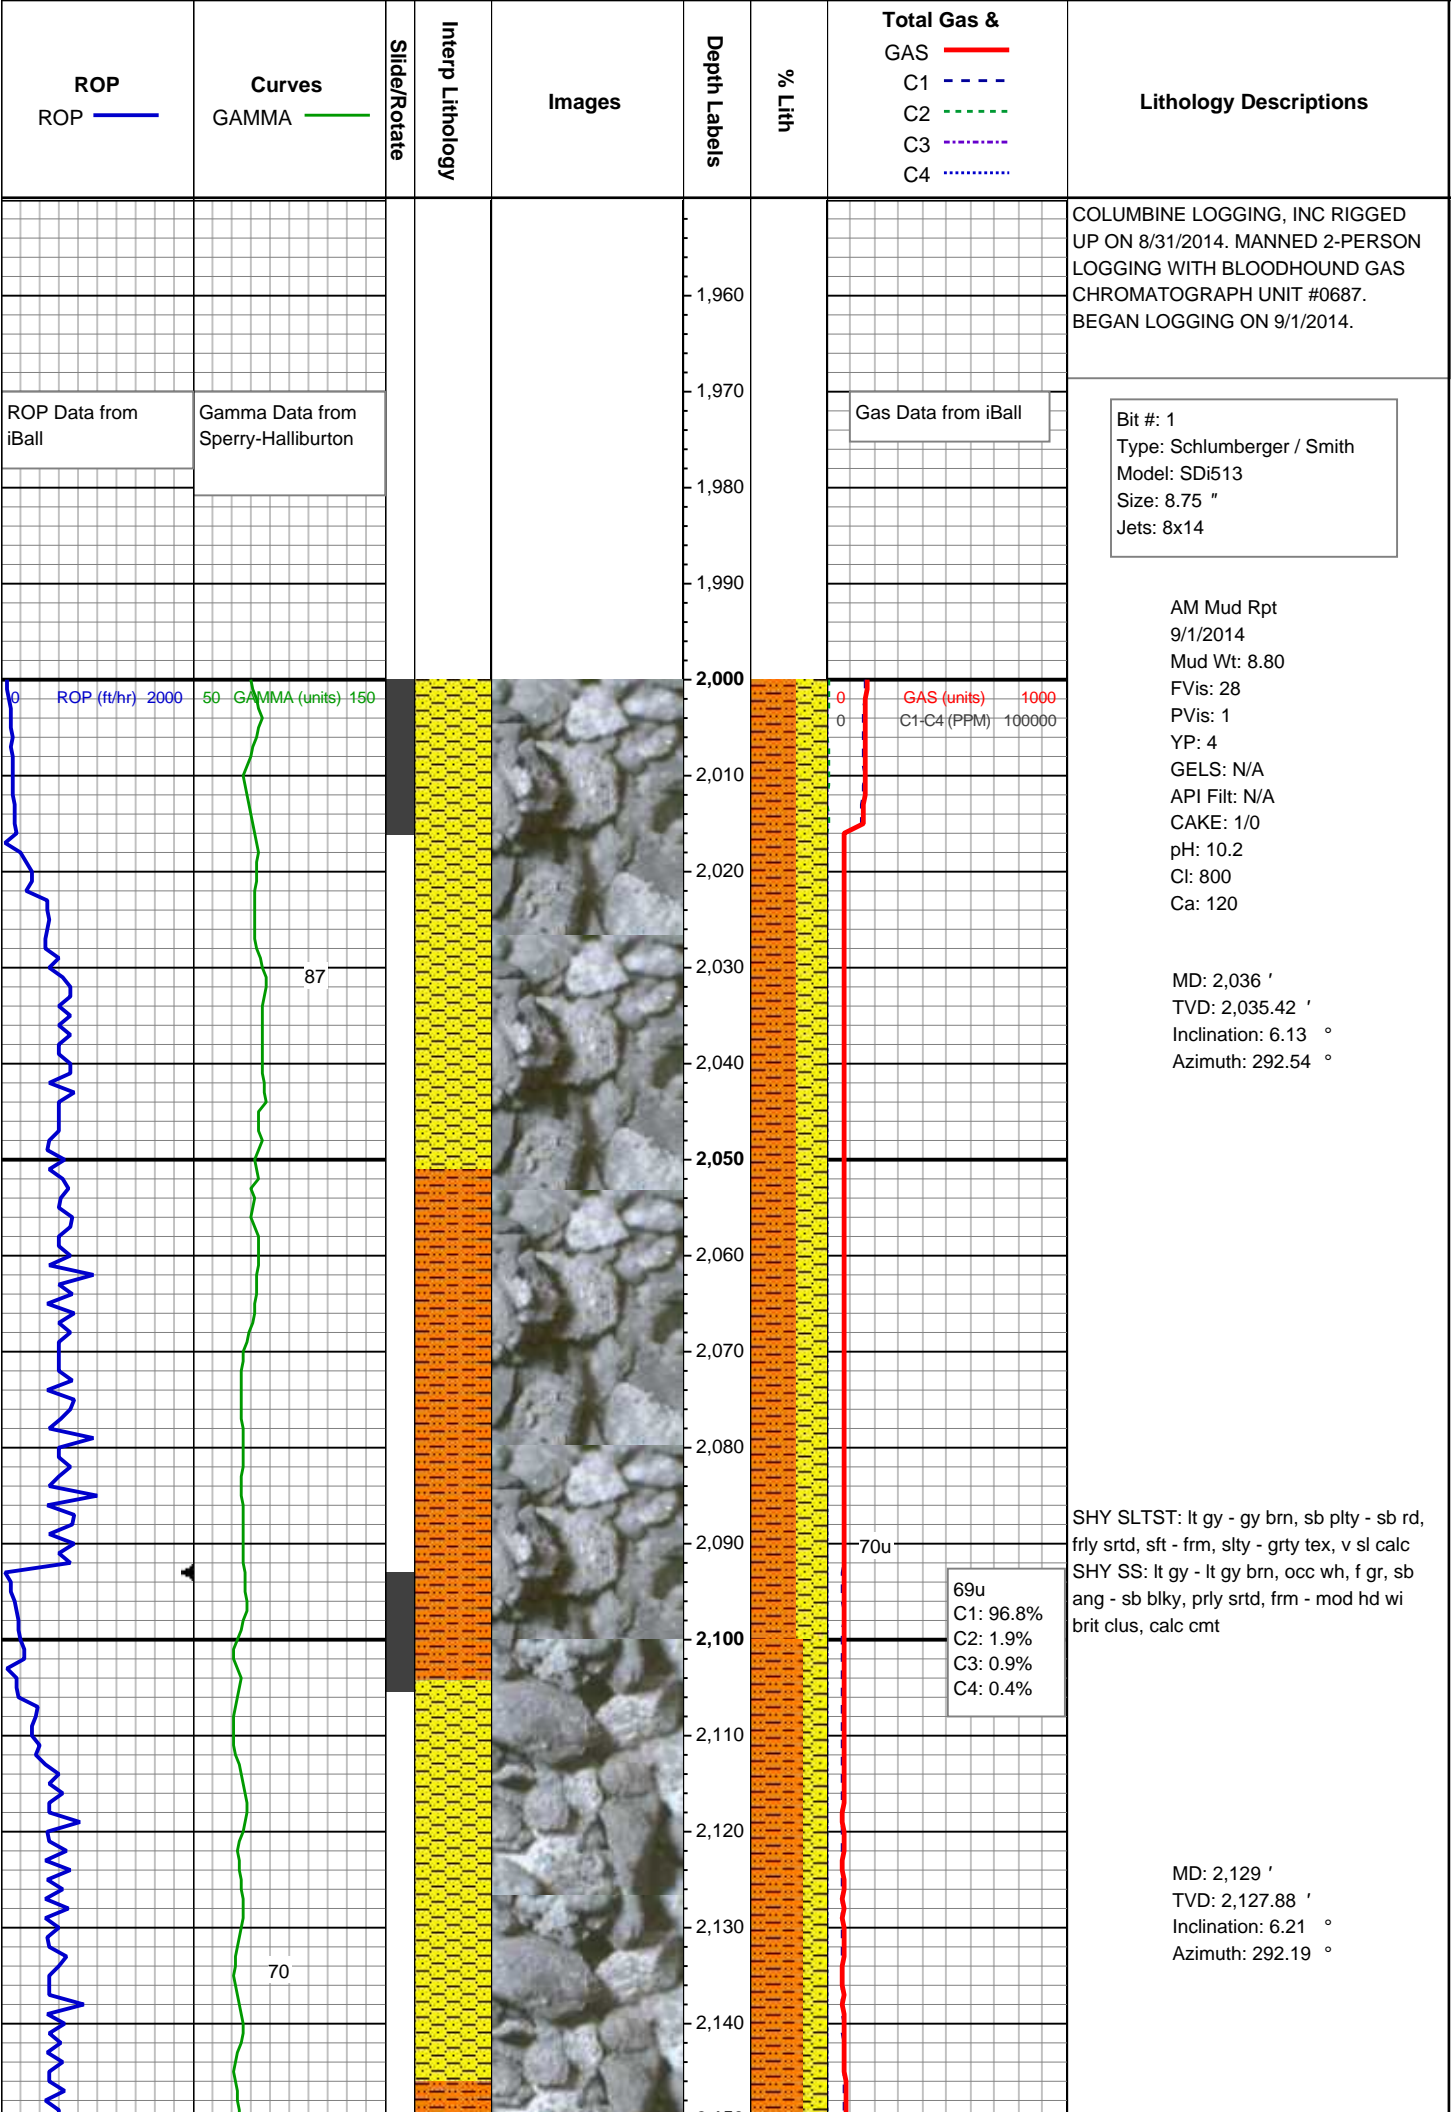 ROP
ROP
Curves
GAMMA
Slide/Rotate
Interp Lithology
Images
Depth Labels
% Lith
Total Gas &
GAS
C1
C2
C3
C4
Lithology Descriptions
COLUMBINE LOGGING, INC RIGGED
UP ON 8/31/2014. MANNED 2-PERSON
LOGGING WITH BLOODHOUND GAS
CHROMATOGRAPH UNIT #0687.
BEGAN LOGGING ON 9/1/2014.
1,960
1,970
ROP Data from
iBall
Gamma Data from
Sperry-Halliburton
Gas Data from iBall
Bit #: 1
Type: Schlumberger / Smith
Model: SDi513
Size: 8.75 "
Jets: 8x14
1,980
1,990
AM Mud Rpt
9/1/2014
Mud Wt: 8.80
FVis: 28
PVis: 1
YP: 4
GELS: N/A
API Filt: N/A
CAKE: 1/0
pH: 10.2
Cl: 800
Ca: 120
2,000
0 ROP (ft/hr) 2000
50 GAMMA (units) 150
0 GAS (units) 1000
0 C1-C4 (PPM) 100000
2,010
2,020
2,030
87
MD: 2,036 '
TVD: 2,035.42 '
Inclination: 6.13 °
Azimuth: 292.54 °
2,040
2,050
2,060
2,070
2,080
2,090
70u
SHY SLTST: lt gy - gy brn, sb plty - sb rd,
frly srtd, sft - frm, slty - grty tex, v sl calc
SHY SS: lt gy - lt gy brn, occ wh, f gr, sb
ang - sb blky, prly srtd, frm - mod hd wi
brit clus, calc cmt
69u
C1: 96.8%
C2: 1.9%
C3: 0.9%
C4: 0.4%
2,100
2,110
2,120
2,130
MD: 2,129 '
TVD: 2,127.88 '
Inclination: 6.21 °
Azimuth: 292.19 °
70
2,140